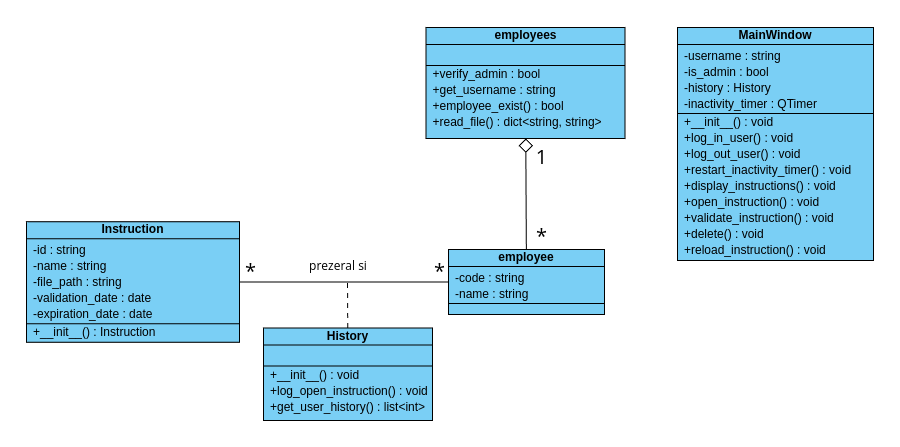 employees
+verify_admin : bool
+get_username : string
+employee_exist() : bool
+read_file() : dict<string, string>
1
*
MainWindow
-username : string
-is_admin : bool
-history : History
-inactivity_timer : QTimer
+__init__() : void
+log_in_user() : void
+log_out_user() : void
+restart_inactivity_timer() : void
+display_instructions() : void
+open_instruction() : void
+validate_instruction() : void
+delete() : void
+reload_instruction() : void
Instruction
-id : string
-name : string
-file_path : string
-validation_date : date
-expiration_date : date
+__init__() : Instruction
*
prezeral si
*
employee
-code : string
-name : string
History
+__init__() : void
+log_open_instruction() : void
+get_user_history() : list<int>